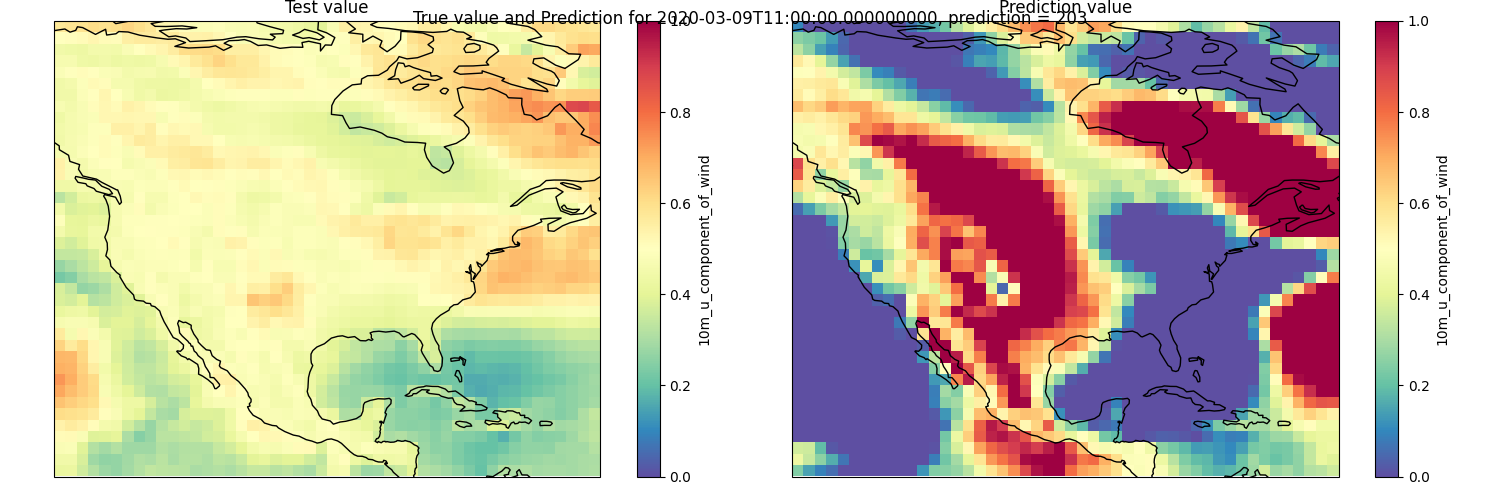 Test value
True value and Prediction for 2020-03-09T11:00:00.000000000 prediction = 203
Prediction value
1.0
0.8
0.6
0.4
0.2
0.0
10m_u_component_of_wind
1.0
0.8
0.6
0.4
0.2
0.0
10m_u_component_of_wind